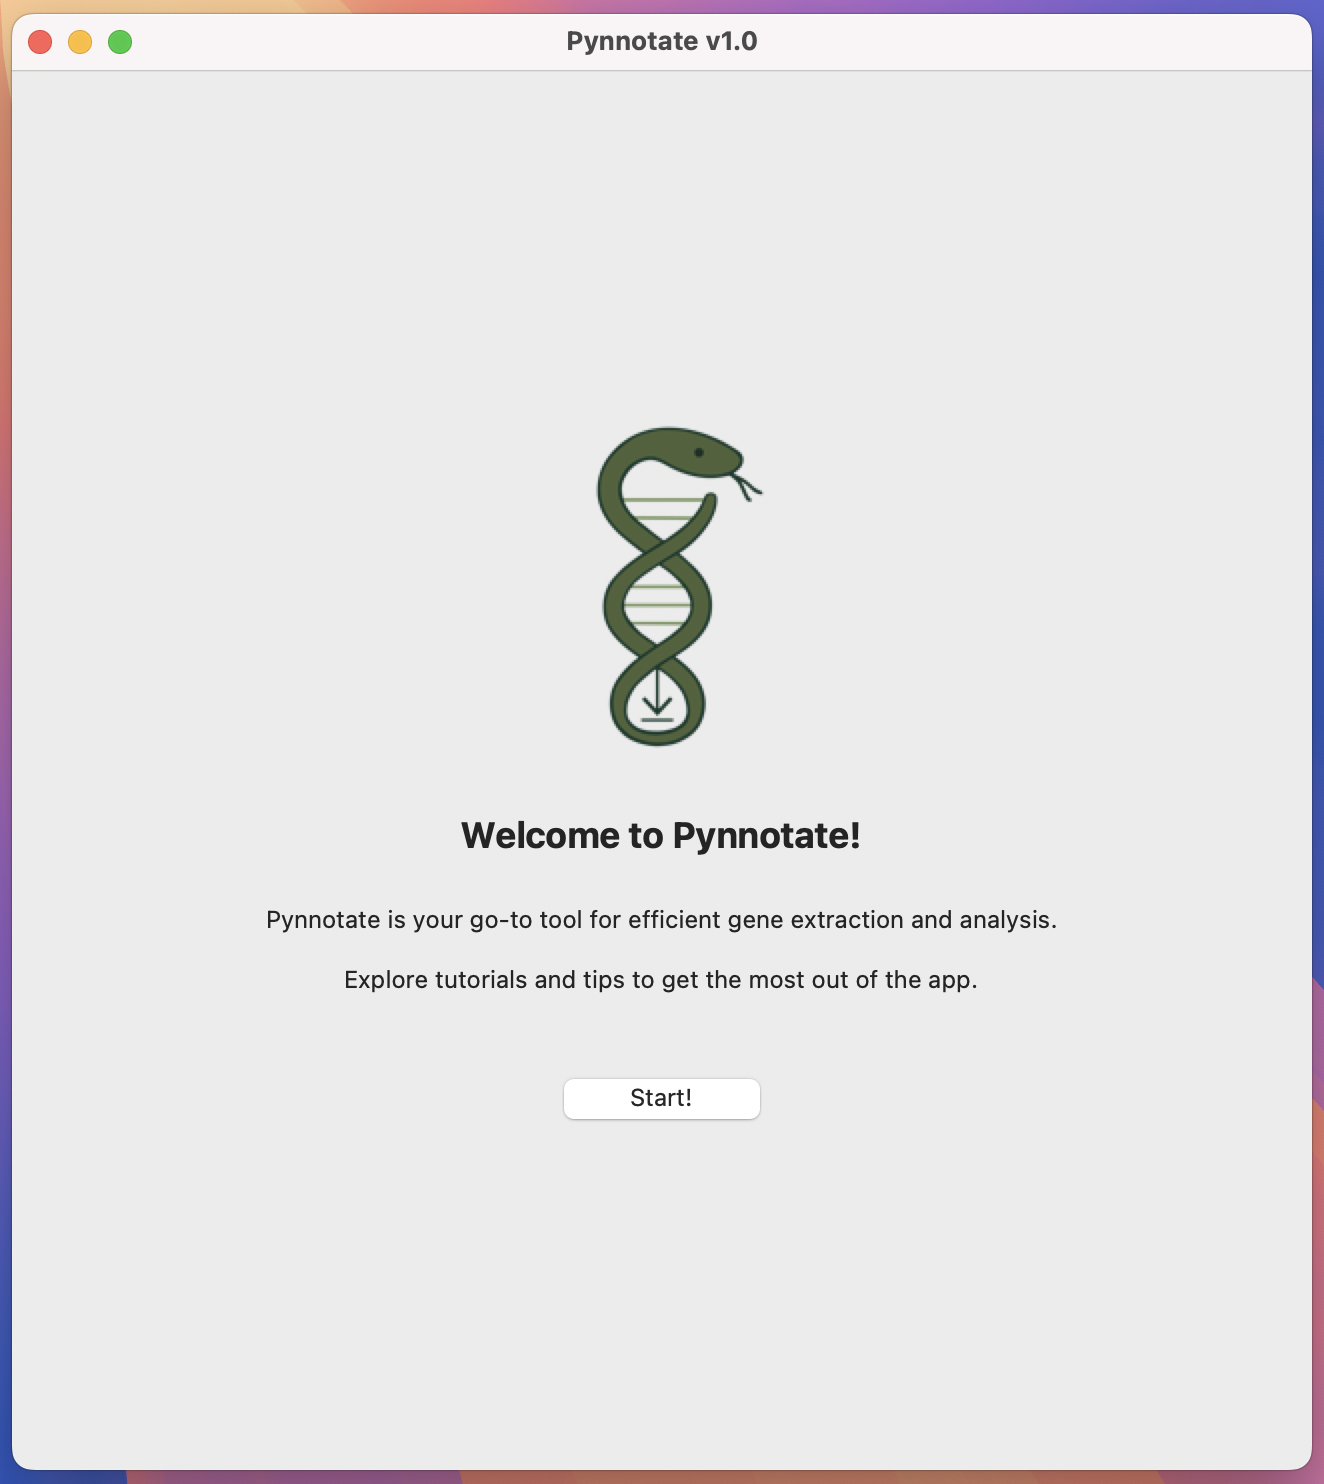 Pynnotate v1.0
Welcome to Pynnotate!
Pynnotate is your go-to tool for efficient gene extraction and analysis.
Explore tutorials and tips to get the most out of the app.
Start!